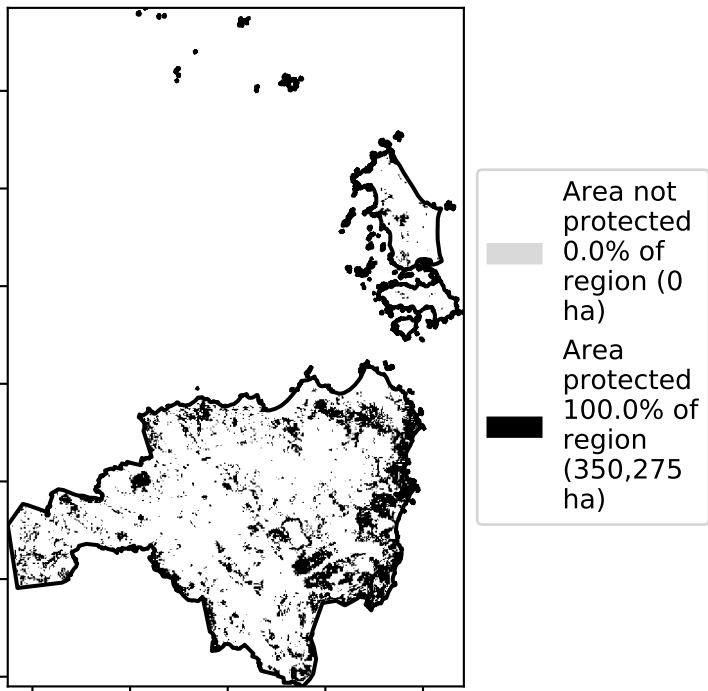 Area not
protected
0.0% of
region (0
ha)
Area
protected
100.0% of
region
(350,275
ha)